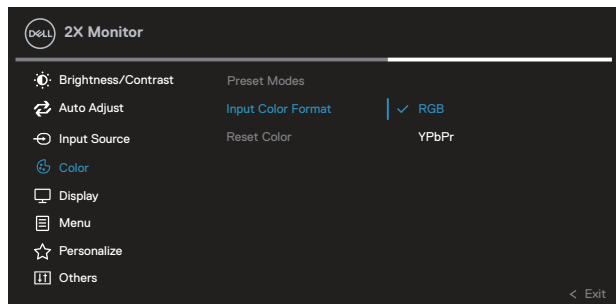 DELL 2X Monitor
Brightness/Contrast Preset Modes
Auto Adjust Input Color Format ✓ RGB
Input Source Reset Color YPbPr
Color
Display
Menu
Personalize
Others
< Exit